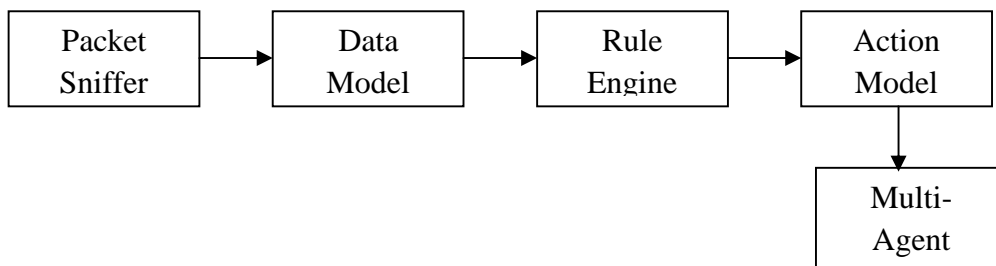 Packet
Sniffer
Data
Model
Rule
Engine
Action
Model
Multi-
Agent